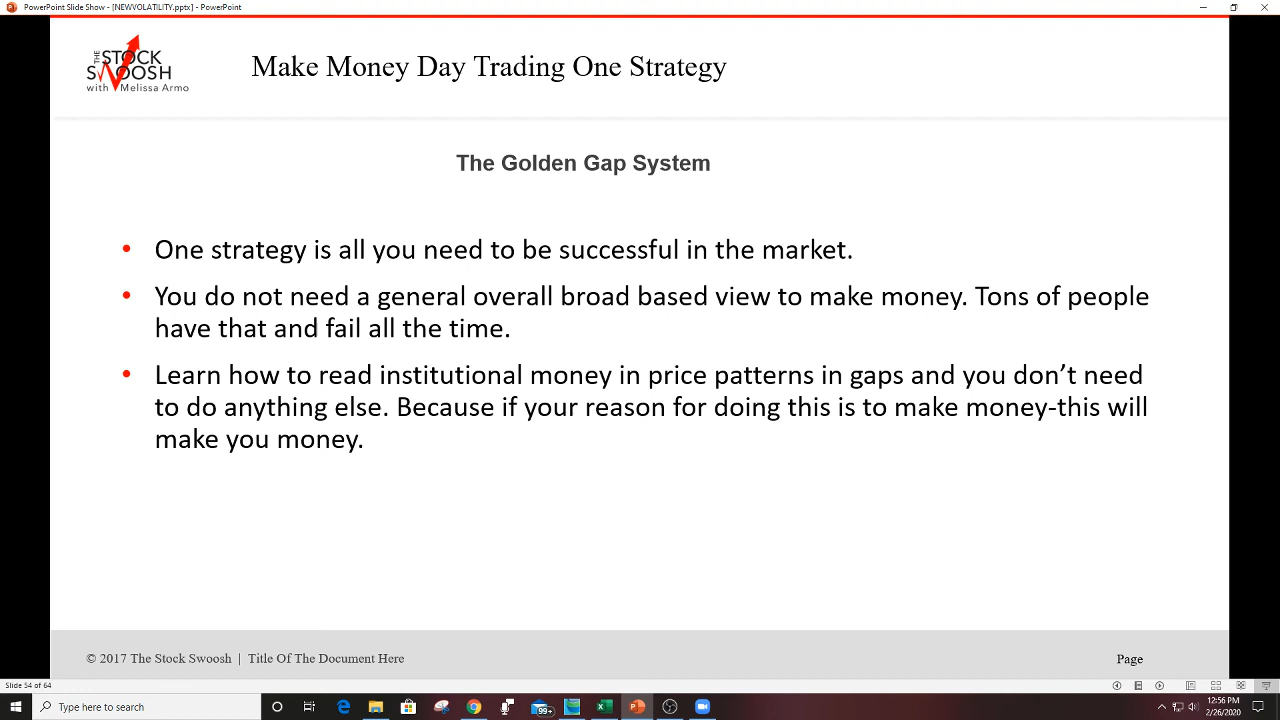 PowerPoint Slide Show - [NEWVOLATILITY.pptx] - PowerPoint
THE STOCK
SWOOSH
with Melissa Armo
Make Money Day Trading One Strategy
The Golden Gap System
• One strategy is all you need to be successful in the market.
• You do not need a general overall broad based view to make money. Tons of people
have that and fail all the time.
• Learn how to read institutional money in price patterns in gaps and you don’t need
to do anything else. Because if your reason for doing this is to make money-this will
make you money.
© 2017 The Stock Swoosh | Title Of The Document Here
Page
Slide 54 of 64
Type here to search
99+
12:56 PM
2/26/2020